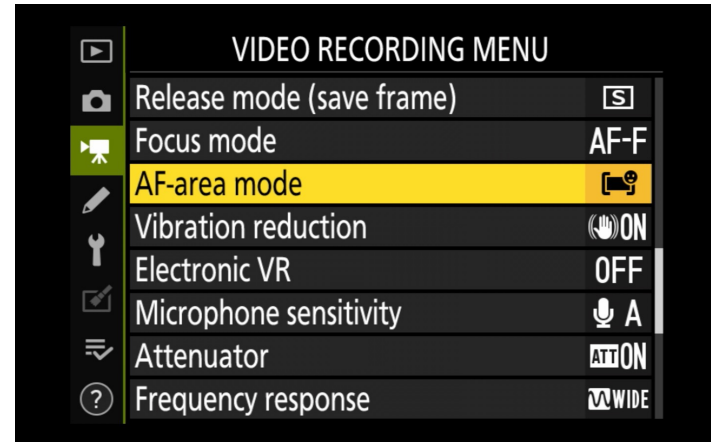 VIDEO RECORDING MENU
Release mode (save frame) S
Focus mode AF-F
AF-area mode
Vibration reduction ON
Electronic VR OFF
Microphone sensitivity A
Attenuator ATT ON
Frequency response WIDE
?